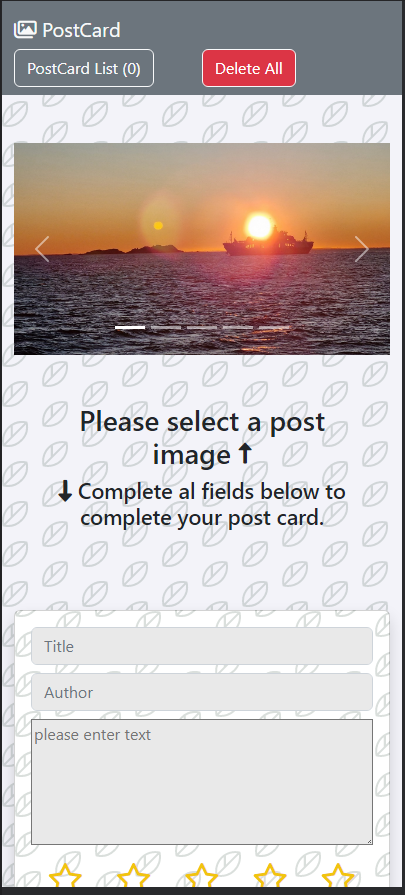 PostCard
PostCard List (0)
Delete All
Please select a post
image
Complete al fields below to
complete your post card.
Title
Author
please enter text